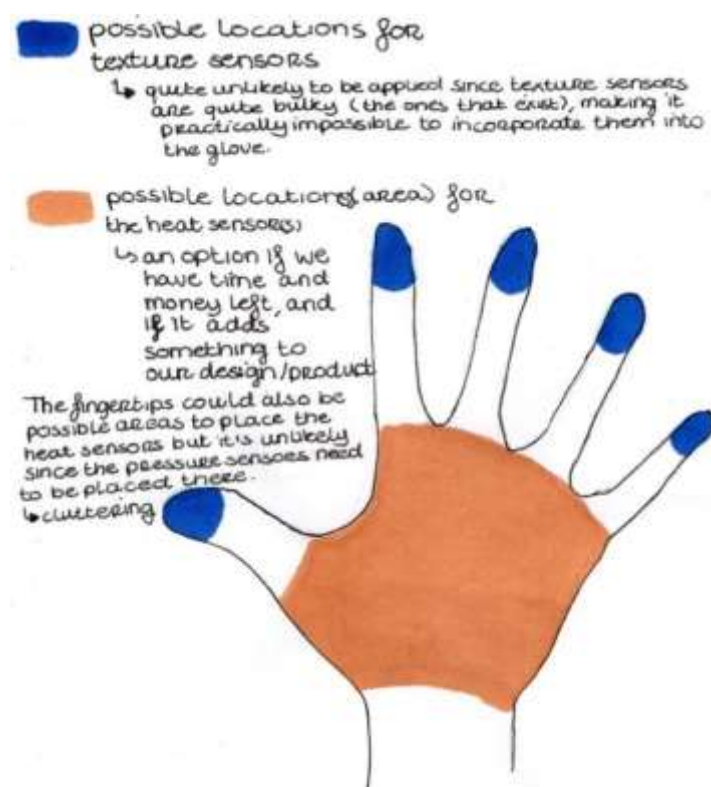 possible locations for
texture sensors
↳ quite unlikely to be applied since texture sensors
are quite bulky (the ones that exist), making it
practically impossible to incorporate them into
the glove.
possible location(area) for
the heat sensor(s)
↳ an option if we
have time and
money left, and
if it adds
something to
our design/product
The fingertips could also be
possible areas to place the
heat sensors but it is unlikely
since the pressure sensors need
to be placed there.
↳ cluttering